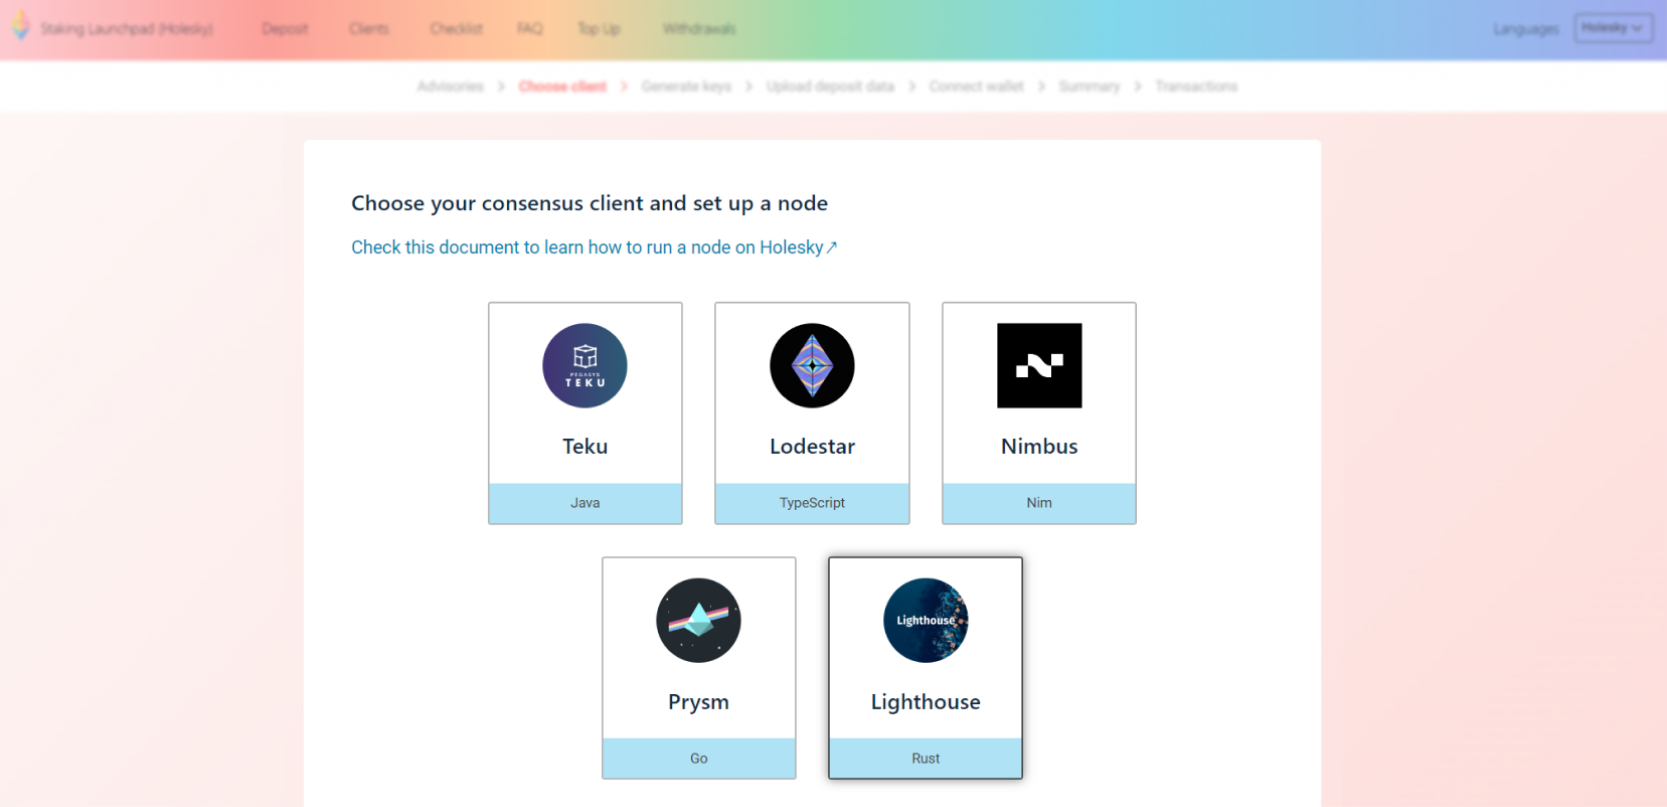 Staking Launchpad (Holesky) Deposit Clients Checklist FAQ Top Up Withdrawals Languages Holesky
Advisories > Choose client > Generate keys > Upload deposit data > Connect wallet > Summary > Transactions
Choose your consensus client and set up a node
Check this document to learn how to run a node on Holesky↗
PEGASYS
TEKU
Teku
Java
Lodestar
TypeScript
Nimbus
Nim
Prysm
Go
Lighthouse
Lighthouse
Rust